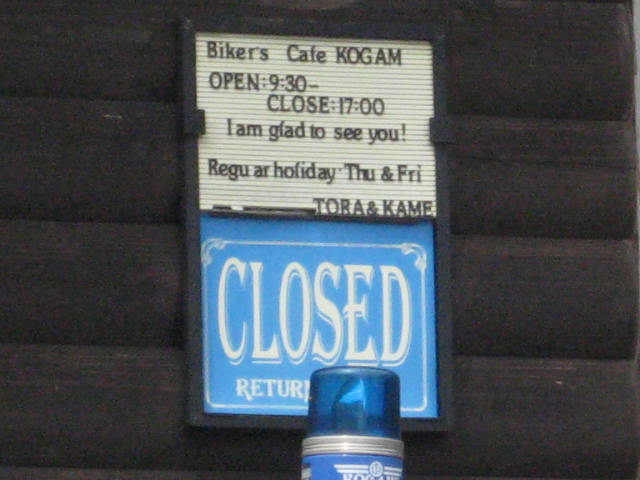 Biker's Cafe KOGAM
OPEN:9:30~
CLOSE:17:00
I am glad to see you!
Regu ar holiday·Thu & Fri
TORA & KAME
CLOSED